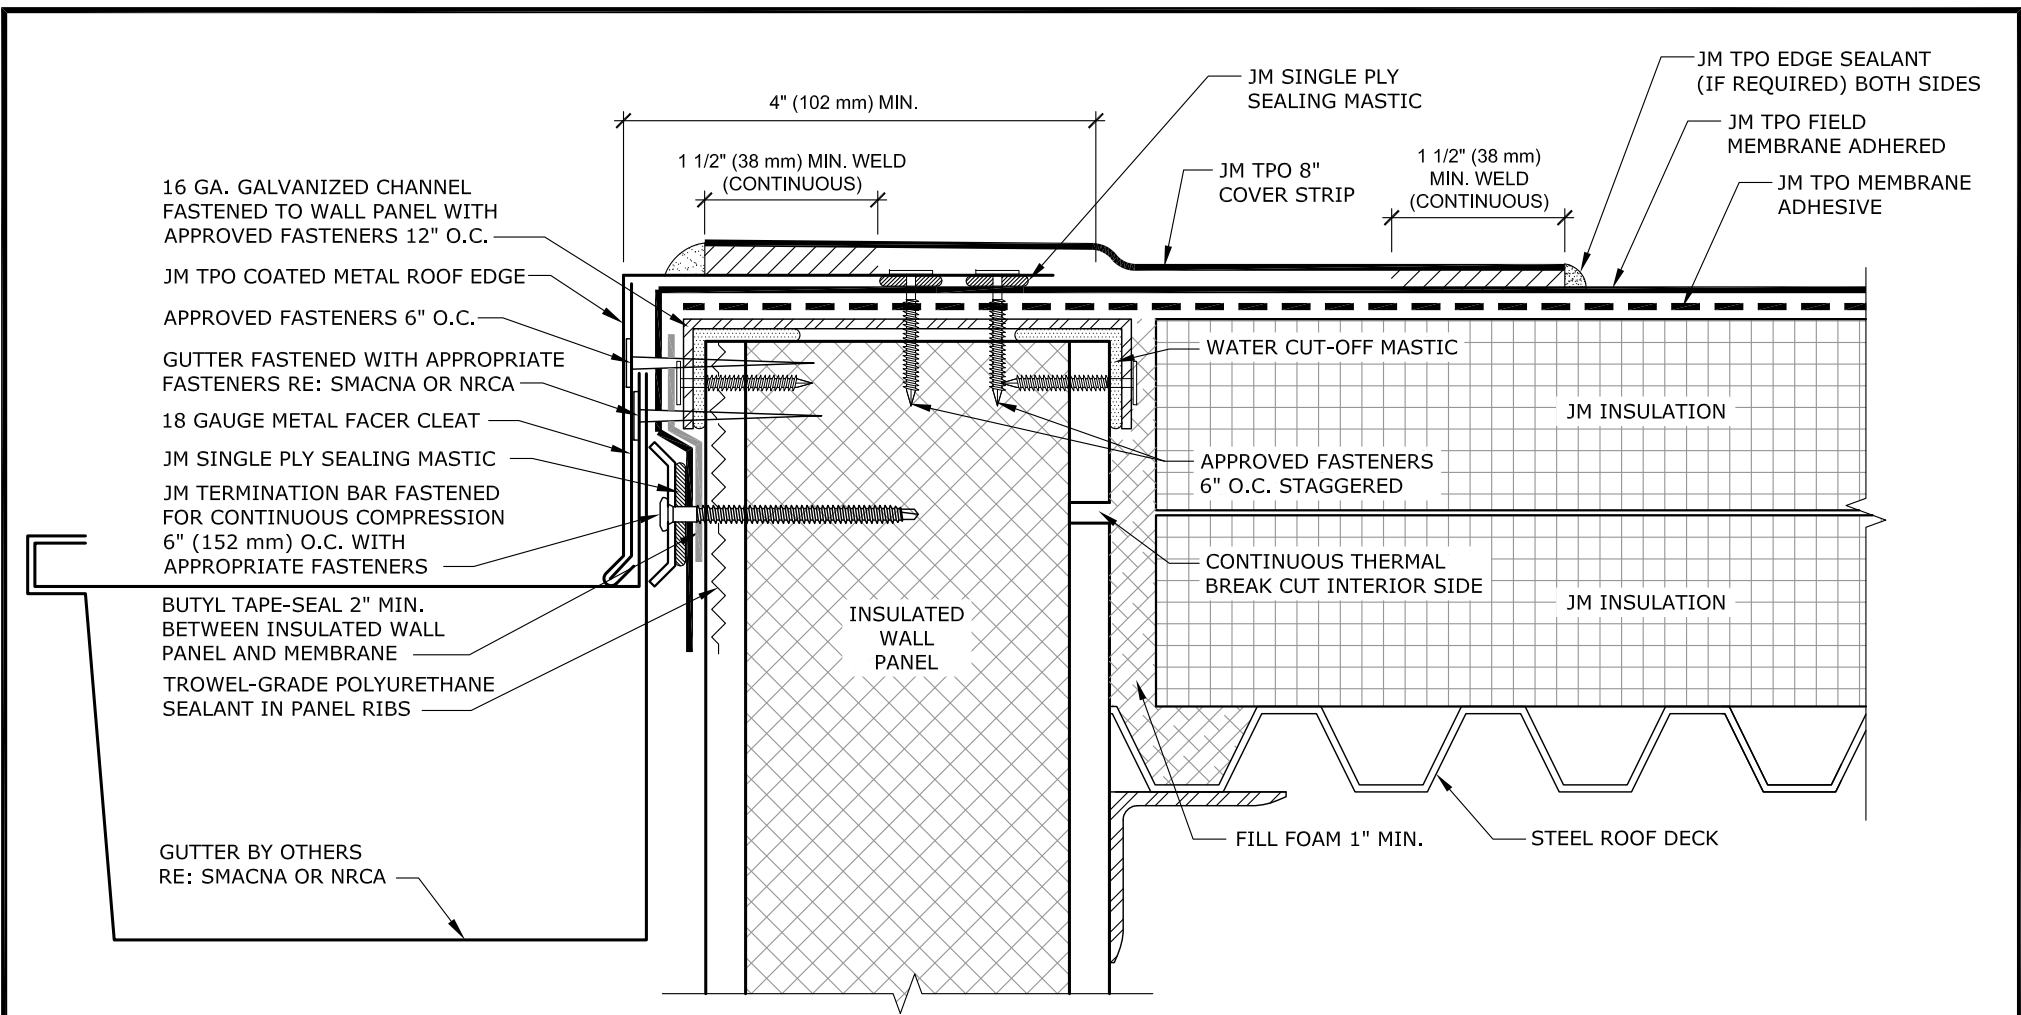 4" (102 mm) MIN.
1 1/2" (38 mm) MIN. WELD
(CONTINUOUS)
JM SINGLE PLY
SEALING MASTIC
JM TPO 8"
COVER STRIP
1 1/2" (38 mm)
MIN. WELD
(CONTINUOUS)
JM TPO EDGE SEALANT
(IF REQUIRED) BOTH SIDES
JM TPO FIELD
MEMBRANE ADHERED
JM TPO MEMBRANE
ADHESIVE
16 GA. GALVANIZED CHANNEL
FASTENED TO WALL PANEL WITH
APPROVED FASTENERS 12" O.C.
JM TPO COATED METAL ROOF EDGE
APPROVED FASTENERS 6" O.C.
GUTTER FASTENED WITH APPROPRIATE
FASTENERS RE: SMACNA OR NRCA
18 GAUGE METAL FACER CLEAT
JM SINGLE PLY SEALING MASTIC
JM TERMINATION BAR FASTENED
FOR CONTINUOUS COMPRESSION
6" (152 mm) O.C. WITH
APPROPRIATE FASTENERS
BUTYL TAPE-SEAL 2" MIN.
BETWEEN INSULATED WALL
PANEL AND MEMBRANE
TROWEL-GRADE POLYURETHANE
SEALANT IN PANEL RIBS
GUTTER BY OTHERS
RE: SMACNA OR NRCA
WATER CUT-OFF MASTIC
JM INSULATION
APPROVED FASTENERS
6" O.C. STAGGERED
CONTINUOUS THERMAL
BREAK CUT INTERIOR SIDE
JM INSULATION
INSULATED
WALL
PANEL
FILL FOAM 1" MIN.
STEEL ROOF DECK